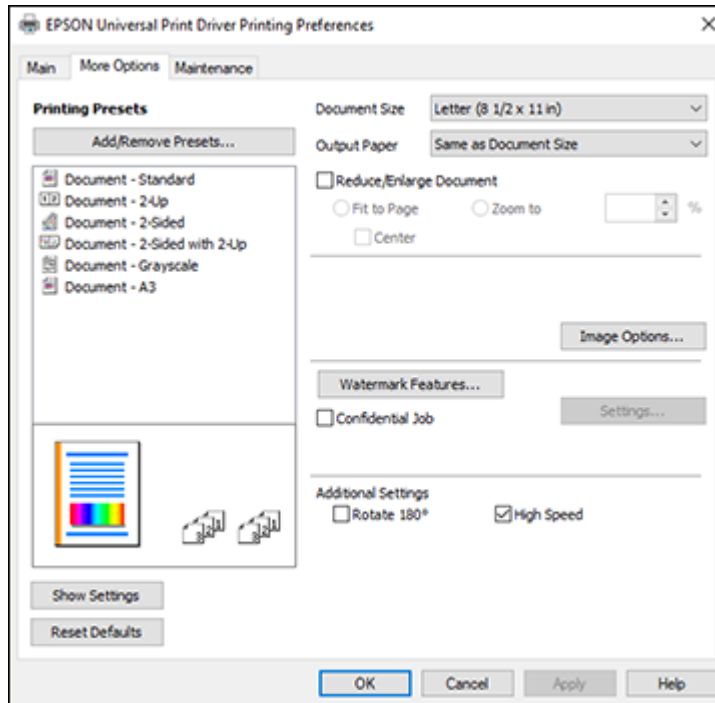 EPSON Universal Print Driver Printing Preferences
Main
More Options
Maintenance
Printing Presets
Add/Remove Presets...
Document - Standard
Document - 2-Up
Document - 2-Sided
Document - 2-Sided with 2-Up
Document - Grayscale
Document - A3
Show Settings
Reset Defaults
Document Size
Letter (8 1/2 x 11 in)
Output Paper
Same as Document Size
Reduce/Enlarge Document
Fit to Page
Zoom to
%
Center
Image Options...
Watermark Features...
Confidential Job
Settings...
Additional Settings
Rotate 180°
High Speed
OK
Cancel
Apply
Help